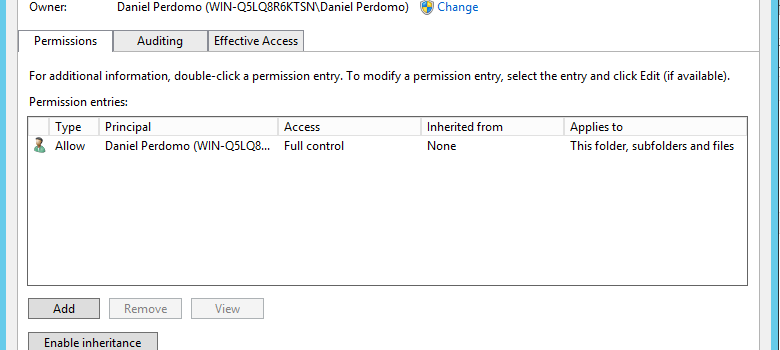 Owner: Daniel Perdomo (WIN-Q5LQ8R6KTSN\Daniel Perdomo) Change
Permissions Auditing Effective Access
For additional information, double-click a permission entry. To modify a permission entry, select the entry and click Edit (if available).
Permission entries:
Type Principal Access Inherited from Applies to
Allow Daniel Perdomo (WIN-Q5LQ8... Full control None This folder, subfolders and files
Add Remove View
Enable inheritance